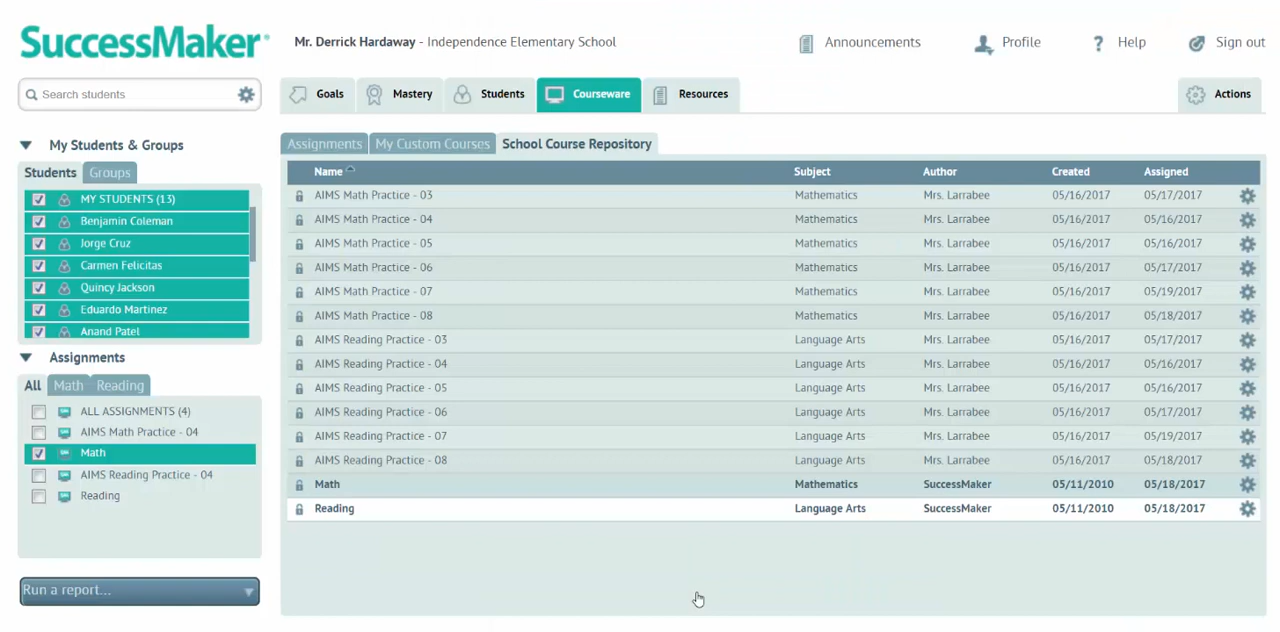 SuccessMaker
Mr. Derrick Hardaway - Independence Elementary School
Announcements
Profile
? Help
Sign out
Search students
Goals
Mastery
Students
Courseware
Resources
Actions
My Students & Groups
Students
Groups
MY STUDENTS (13)
Benjamin Coleman
Jorge Cruz
Carmen Felicitas
Quincy Jackson
Eduardo Martinez
Anand Patel
Assignments
All
Math
Reading
ALL ASSIGNMENTS (4)
AIMS Math Practice - 04
Math
AIMS Reading Practice - 04
Reading
Run a report...
Assignments
My Custom Courses
School Course Repository
Name Subject Author Created Assigned
AIMS Math Practice - 03 Mathematics Mrs. Larrabee 05/16/2017 05/17/2017
AIMS Math Practice - 04 Mathematics Mrs. Larrabee 05/16/2017 05/16/2017
AIMS Math Practice - 05 Mathematics Mrs. Larrabee 05/16/2017 05/16/2017
AIMS Math Practice - 06 Mathematics Mrs. Larrabee 05/16/2017 05/17/2017
AIMS Math Practice - 07 Mathematics Mrs. Larrabee 05/16/2017 05/19/2017
AIMS Math Practice - 08 Mathematics Mrs. Larrabee 05/16/2017 05/18/2017
AIMS Reading Practice - 03 Language Arts Mrs. Larrabee 05/16/2017 05/17/2017
AIMS Reading Practice - 04 Language Arts Mrs. Larrabee 05/16/2017 05/16/2017
AIMS Reading Practice - 05 Language Arts Mrs. Larrabee 05/16/2017 05/16/2017
AIMS Reading Practice - 06 Language Arts Mrs. Larrabee 05/16/2017 05/17/2017
AIMS Reading Practice - 07 Language Arts Mrs. Larrabee 05/16/2017 05/19/2017
AIMS Reading Practice - 08 Language Arts Mrs. Larrabee 05/16/2017 05/18/2017
Math Mathematics SuccessMaker 05/11/2010 05/18/2017
Reading Language Arts SuccessMaker 05/11/2010 05/18/2017